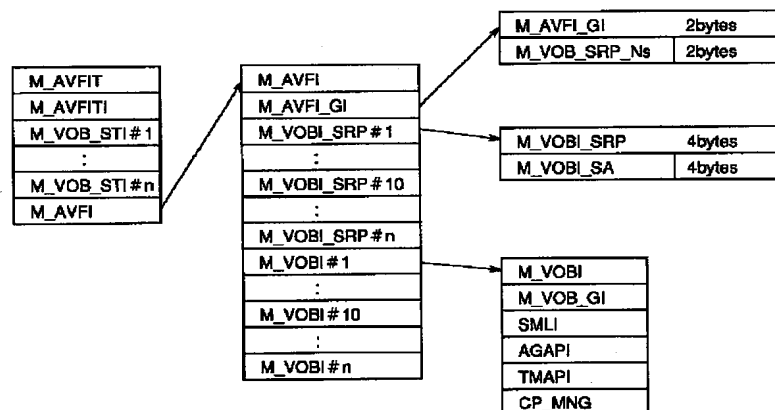 M_AVFIT
M_AVFITI
M_VOB_STI#1
:
M_VOB_STI#n
M_AVFI
M_AVFI
M_AVFI_GI
M_VOBI_SRP#1
:
M_VOBI_SRP#10
:
M_VOBI_SRP#n
M_VOBI#1
:
M_VOBI#10
:
M_VOBI#n
M_AVFI_GI 2bytes
M_VOB_SRP_Ns 2bytes
M_VOBI_SRP 4bytes
M_VOBI_SA 4bytes
M_VOBI
M_VOB_GI
SMLI
AGAPI
TMAPI
CP_MNG